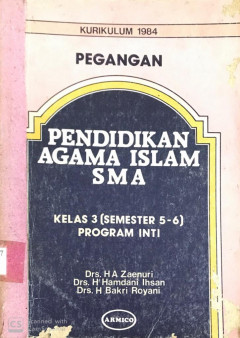 KURIKULUM 1984
PEGANGAN
PENDIDIKAN
AGAMA ISLAM
SMA
KELAS 3 (SEMESTER 5-6)
PROGRAM INTI
Drs. H A Zaenuri
Drs. H Hamdani Ihsan
Drs. H Bakri Royani
ARMICO
CS